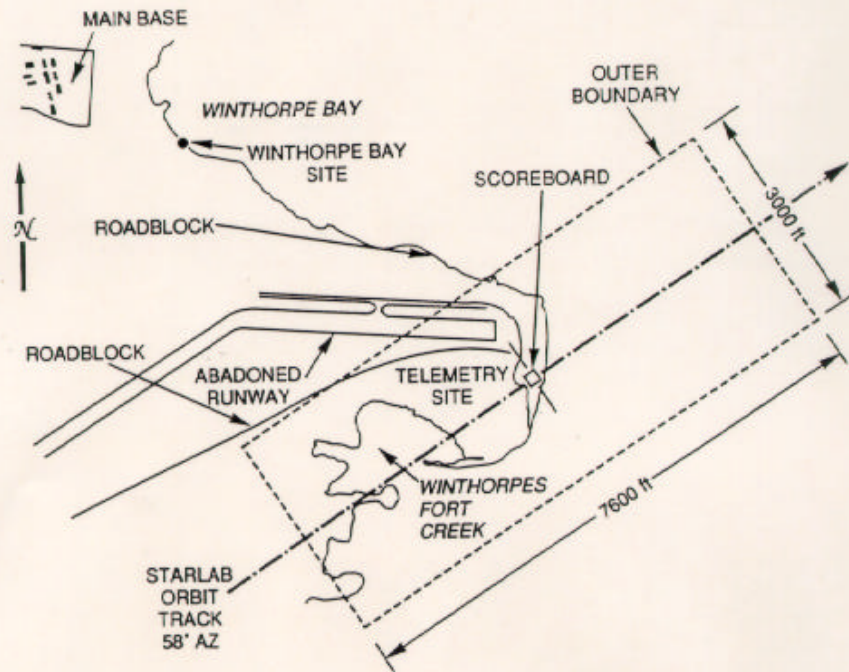 MAIN BASE
OUTER
BOUNDARY
WINTHORPE BAY
WINTHORPE BAY
SITE
SCOREBOARD
3000 ft
N
ROADBLOCK
ROADBLOCK
ABADONED
RUNWAY
TELEMETRY
SITE
WINTHORPES
FORT
CREEK
7600 ft
STARLAB
ORBIT
TRACK
58° AZ